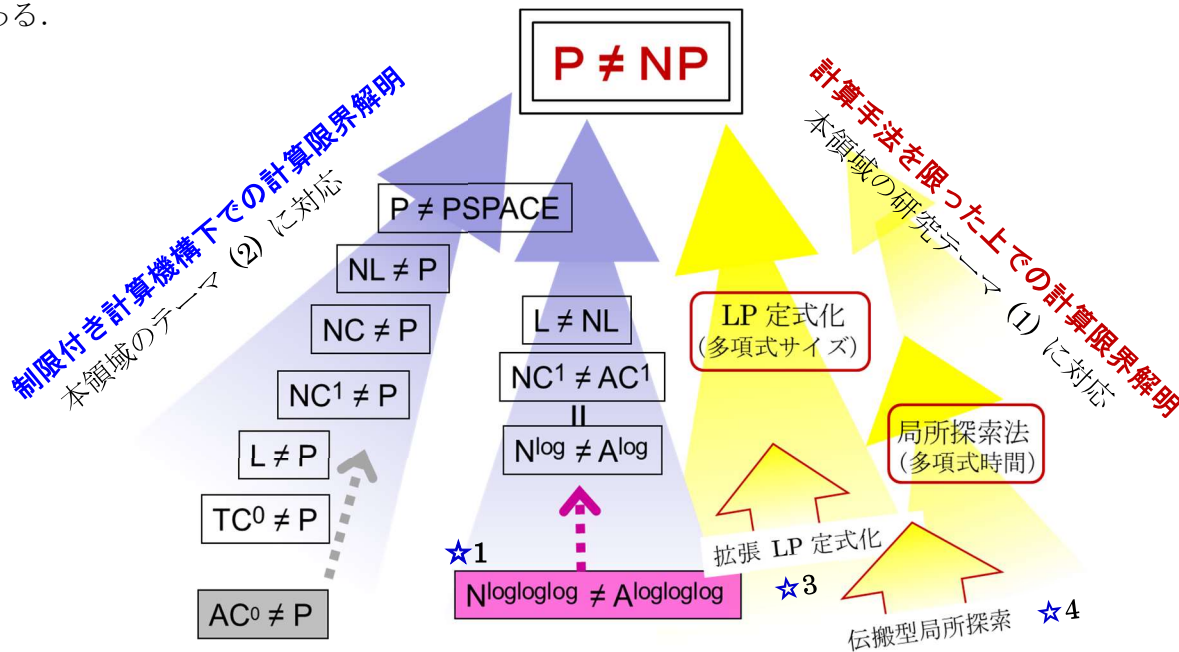 ある.
P ≠ NP
制限付き計算機構下での計算限界解明
本領域のテーマ (2) に対応
計算手法を限った上での計算限界解明
本領域の研究テーマ (1) に対応
P ≠ PSPACE
NL ≠ P
NC ≠ P
NC¹ ≠ P
L ≠ P
TC⁰ ≠ P
AC⁰ ≠ P
L ≠ NL
NC¹ ≠ AC¹
=
Nlog ≠ Alog
☆1
Nlogloglog ≠ Alogloglog
LP 定式化
(多項式サイズ)
拡張 LP 定式化
☆3
局所探索法
(多項式時間)
伝搬型局所探索
☆4